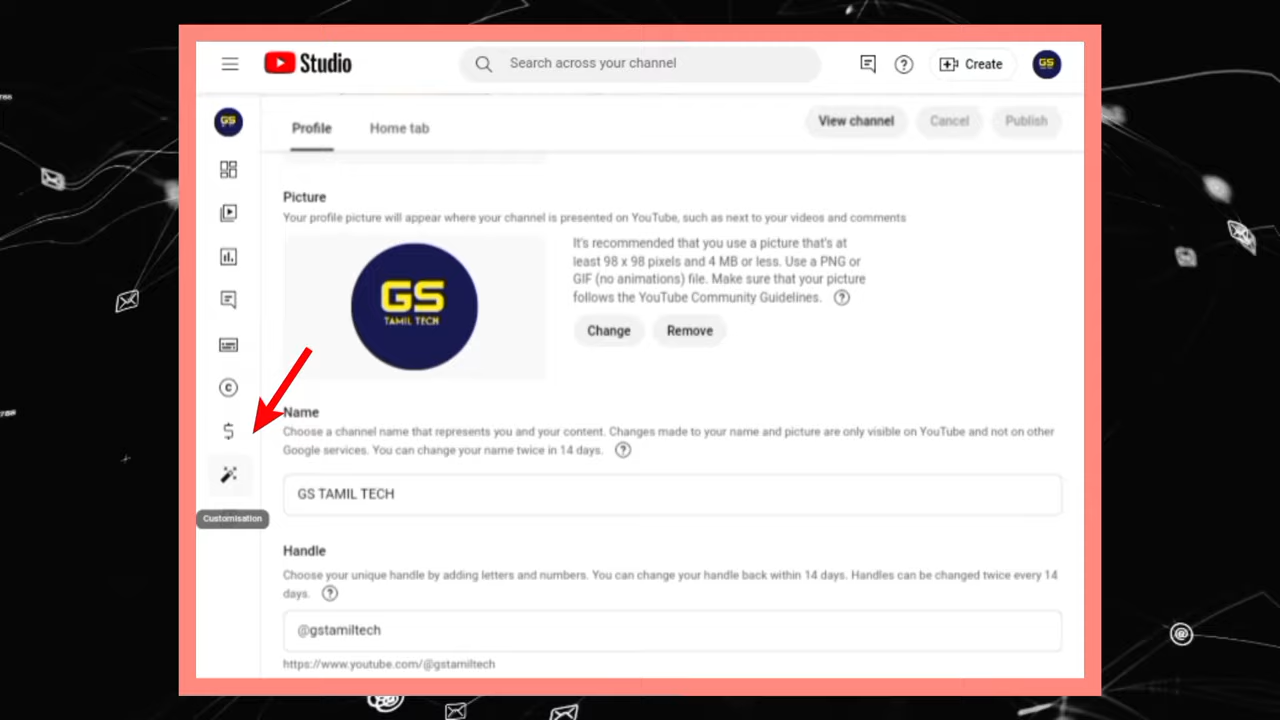 Studio
Search across your channel
Create
GS
GS
Profile
Home tab
View channel
Cancel
Publish
Picture
Your profile picture will appear where your channel is presented on YouTube, such as next to your videos and comments
GS
TAMIL TECH
It's recommended that you use a picture that's at
least 98 x 98 pixels and 4 MB or less. Use a PNG or
GIF (no animations) file. Make sure that your picture
follows the YouTube Community Guidelines.
Change
Remove
Name
Choose a channel name that represents you and your content. Changes made to your name and picture are only visible on YouTube and not on other
Google services. You can change your name twice in 14 days.
GS TAMIL TECH
Customisation
Handle
Choose your unique handle by adding letters and numbers. You can change your handle back within 14 days. Handles can be changed twice every 14
days.
@gstamiltech
https://www.youtube.com/@gstamiltech